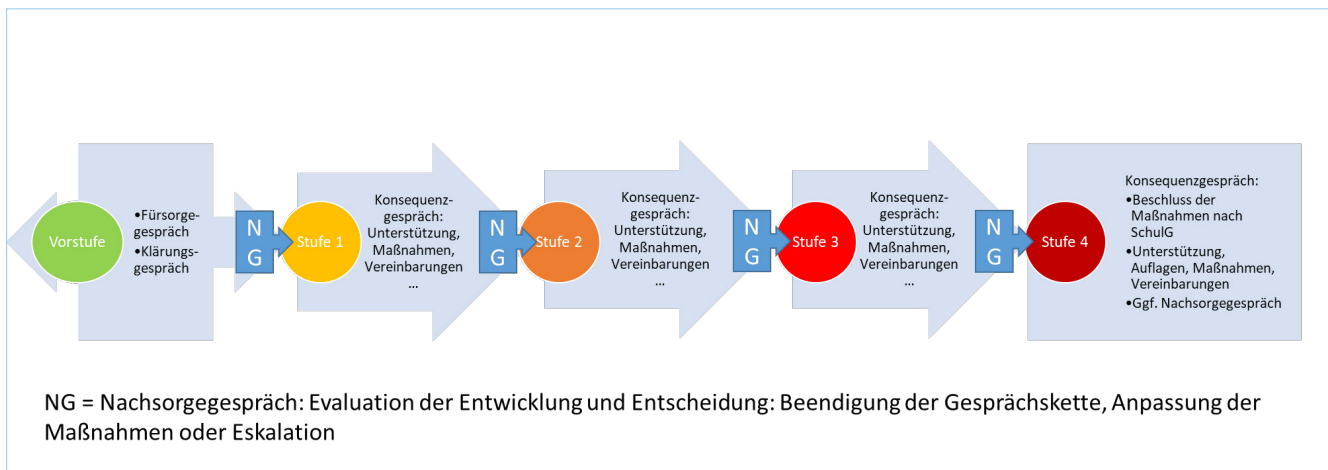 Vorstufe
•Fürsorge-
gespräch
•Klärungs-
gespräch
N
G
Stufe 1
Konsequenz-
gespräch:
Unterstützung,
Maßnahmen,
Vereinbarungen
...
N
G
Stufe 2
Konsequenz-
gespräch:
Unterstützung,
Maßnahmen,
Vereinbarungen
...
N
G
Stufe 3
Konsequenz-
gespräch:
Unterstützung,
Maßnahmen,
Vereinbarungen
...
N
G
Stufe 4
Konsequenzgespräch:
•Beschluss der
Maßnahmen nach
SchulG
•Unterstützung,
Auflagen, Maßnahmen,
Vereinbarungen
•Ggf. Nachsorgegespräch
NG = Nachsorgegespräch: Evaluation der Entwicklung und Entscheidung: Beendigung der Gesprächskette, Anpassung der
Maßnahmen oder Eskalation